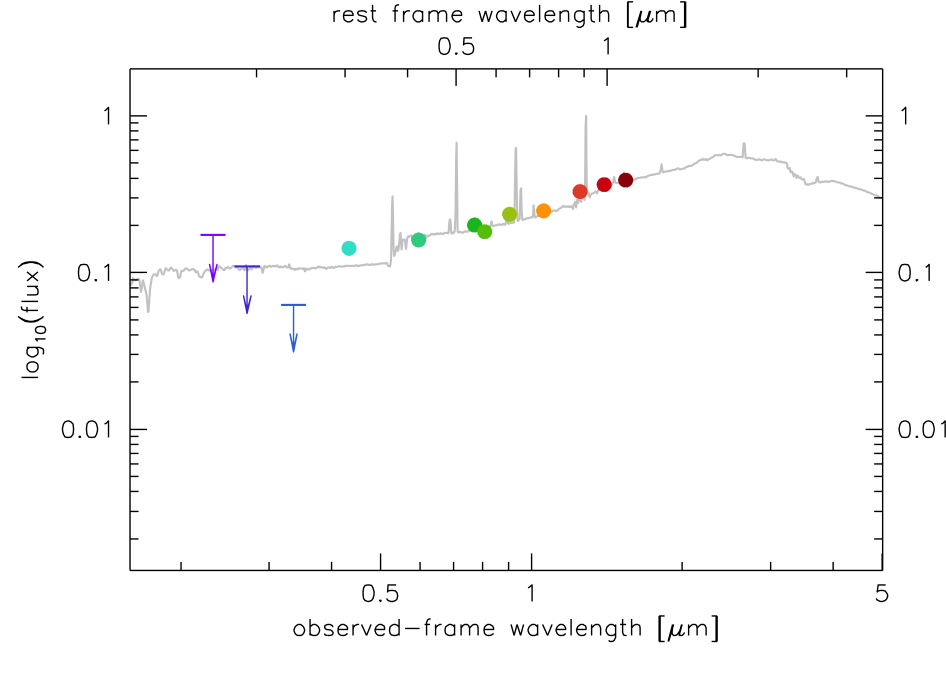 rest frame wavelength [μm]
0.5 1
1 1
0.1 0.1
0.01 0.01
log10(flux)
0.5 1 5
observed−frame wavelength [μm]